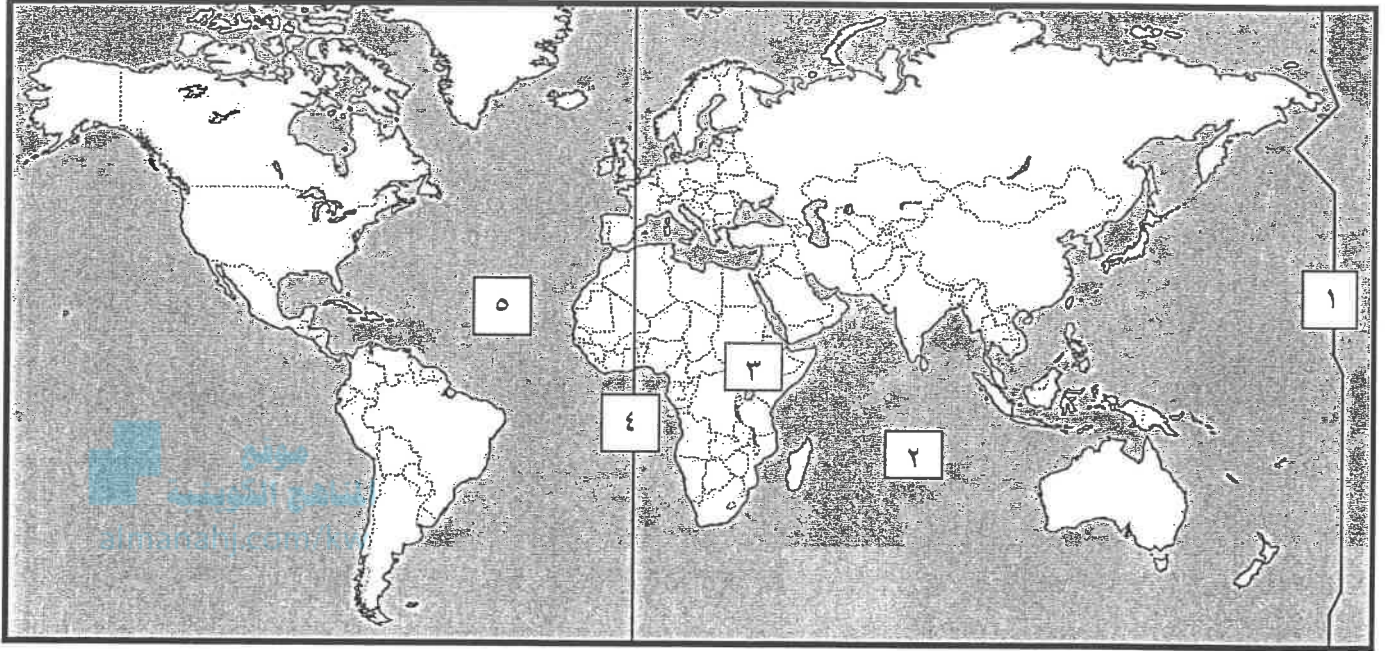 ٥
١
٣
٤
٢
موقع
المناهج الكويتية
almanahj.com/kw